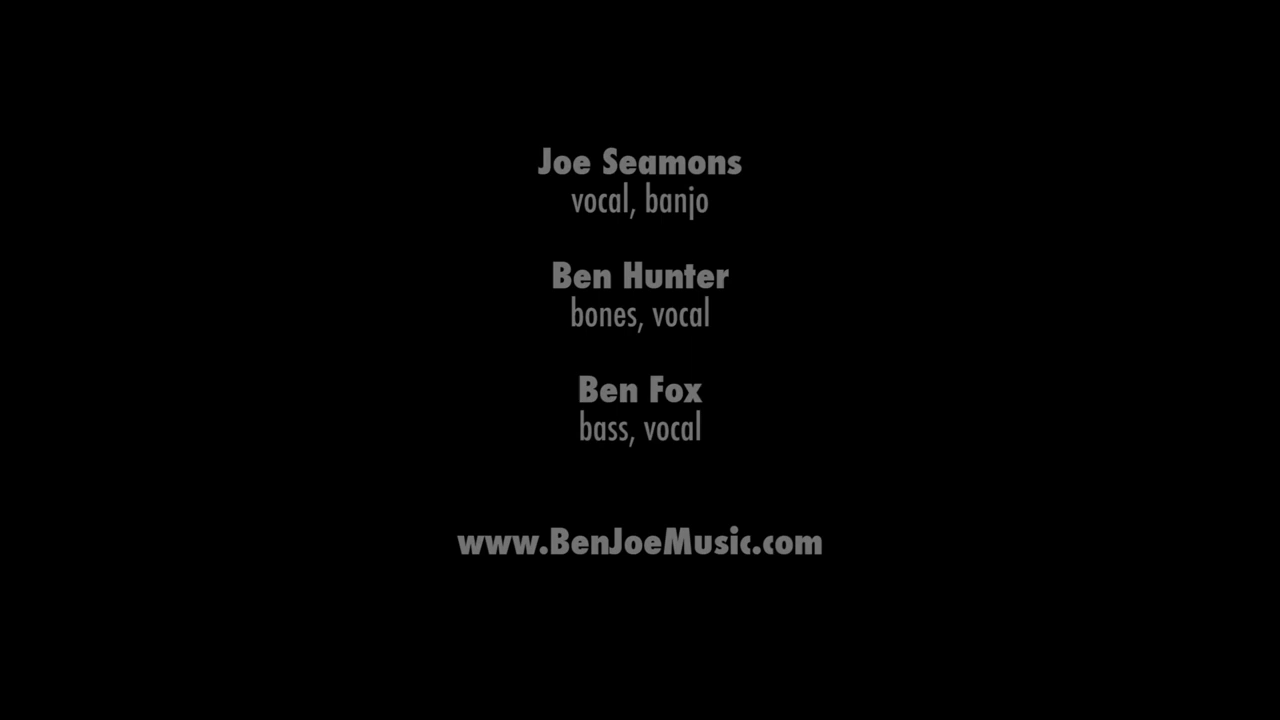 Joe Seamons
vocal, banjo
Ben Hunter
bones, vocal
Ben Fox
bass, vocal
www.BenJoeMusic.com